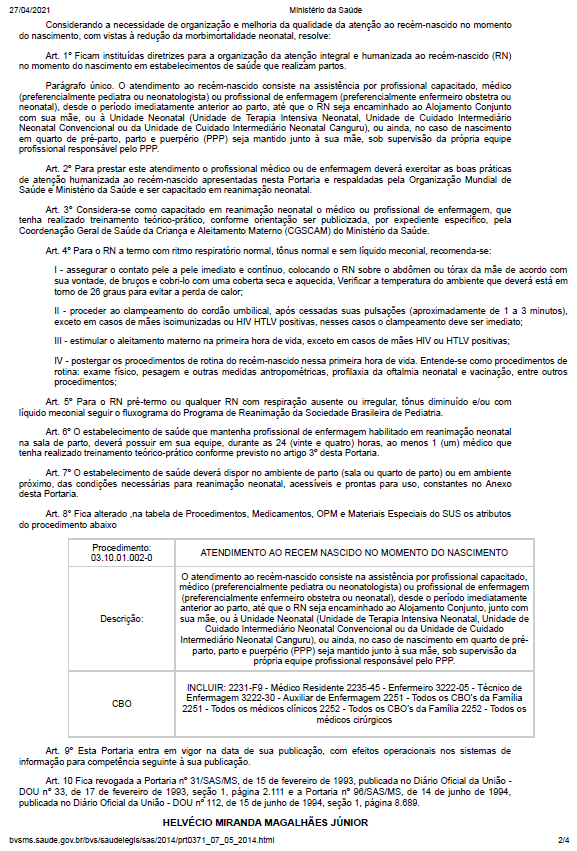 27/04/2021
Ministério da Saúde
Considerando a necessidade de organização e melhoria da qualidade da atenção ao recém-nascido no momento
do nascimento, com vistas à redução da morbimortalidade neonatal, resolve:
Art. 1º Ficam instituídas diretrizes para a organização da atenção integral e humanizada ao recém-nascido (RN)
no momento do nascimento em estabelecimentos de saúde que realizam partos.
Parágrafo único. O atendimento ao recém-nascido consiste na assistência por profissional capacitado, médico
(preferencialmente pediatra ou neonatologista) ou profissional de enfermagem (preferencialmente enfermeiro obstetra ou
neonatal), desde o período imediatamente anterior ao parto, até que o RN seja encaminhado ao Alojamento Conjunto
com sua mãe, ou à Unidade Neonatal (Unidade de Terapia Intensiva Neonatal, Unidade de Cuidado Intermediário
Neonatal Convencional ou da Unidade de Cuidado Intermediário Neonatal Canguru), ou ainda, no caso de nascimento
em quarto de pré-parto, parto e puerpério (PPP) seja mantido junto à sua mãe, sob supervisão da própria equipe
profissional responsável pelo PPP.
Art. 2º Para prestar este atendimento o profissional médico ou de enfermagem deverá exercitar as boas práticas
de atenção humanizada ao recém-nascido apresentadas nesta Portaria e respaldadas pela Organização Mundial de
Saúde e Ministério da Saúde e ser capacitado em reanimação neonatal.
Art. 3º Considera-se como capacitado em reanimação neonatal o médico ou profissional de enfermagem, que
tenha realizado treinamento teórico-prático, conforme orientação ser publicizada, por expediente específico, pela
Coordenação Geral de Saúde da Criança e Aleitamento Materno (CGSCAM) do Ministério da Saúde.
Art. 4º Para o RN a termo com ritmo respiratório normal, tônus normal e sem líquido meconial, recomenda-se:
I - assegurar o contato pele a pele imediato e contínuo, colocando o RN sobre o abdômen ou tórax da mãe de acordo com
sua vontade, de bruços e cobri-lo com uma coberta seca e aquecida, Verificar a temperatura do ambiente que deverá está em
torno de 26 graus para evitar a perda de calor;
II - proceder ao clampeamento do cordão umbilical, após cessadas suas pulsações (aproximadamente de 1 a 3 minutos),
exceto em casos de mães isoimunizadas ou HIV HTLV positivas, nesses casos o clampeamento deve ser imediato;
III - estimular o aleitamento materno na primeira hora de vida, exceto em casos de mães HIV ou HTLV positivas;
IV - postergar os procedimentos de rotina do recém-nascido nessa primeira hora de vida. Entende-se como procedimentos de
rotina: exame físico, pesagem e outras medidas antropométricas, profilaxia da oftalmia neonatal e vacinação, entre outros
procedimentos;
Art. 5º Para o RN pré-termo ou qualquer RN com respiração ausente ou irregular, tônus diminuído e/ou com
líquido meconial seguir o fluxograma do Programa de Reanimação da Sociedade Brasileira de Pediatria.
Art. 6º O estabelecimento de saúde que mantenha profissional de enfermagem habilitado em reanimação neonatal
na sala de parto, deverá possuir em sua equipe, durante as 24 (vinte e quatro) horas, ao menos 1 (um) médico que
tenha realizado treinamento teórico-prático conforme previsto no artigo 3º desta Portaria.
Art. 7º O estabelecimento de saúde deverá dispor no ambiente de parto (sala ou quarto de parto) ou em ambiente
próximo, das condições necessárias para reanimação neonatal, acessíveis e prontas para uso, constantes no Anexo
desta Portaria.
Art. 8º Fica alterado ,na tabela de Procedimentos, Medicamentos, OPM e Materiais Especiais do SUS os atributos
do procedimento abaixo
Procedimento:
03.10.01.002-0
ATENDIMENTO AO RECEM NASCIDO NO MOMENTO DO NASCIMENTO
Descrição:
O atendimento ao recém-nascido consiste na assistência por profissional capacitado,
médico (preferencialmente pediatra ou neonatologista) ou profissional de enfermagem
(preferencialmente enfermeiro obstetra ou neonatal), desde o período imediatamente
anterior ao parto, até que o RN seja encaminhado ao Alojamento Conjunto, junto com
sua mãe, ou à Unidade Neonatal (Unidade de Terapia Intensiva Neonatal, Unidade de
Cuidado Intermediário Neonatal Convencional ou da Unidade de Cuidado
Intermediário Neonatal Canguru), ou ainda, no caso de nascimento em quarto de pré-
parto, parto e puerpério (PPP) seja mantido junto à sua mãe, sob supervisão da
própria equipe profissional responsável pelo PPP.
CBO
INCLUIR: 2231-F9 - Médico Residente 2235-45 - Enfermeiro 3222-05 - Técnico de
Enfermagem 3222-30 - Auxiliar de Enfermagem 2251 - Todos os CBO's da Família
2251 - Todos os médicos clínicos 2252 - Todos os CBO's da Família 2252 - Todos os
médicos cirúrgicos
Art. 9º Esta Portaria entra em vigor na data de sua publicação, com efeitos operacionais nos sistemas de
informação para competência seguinte à sua publicação.
Art. 10 Fica revogada a Portaria nº 31/SAS/MS, de 15 de fevereiro de 1993, publicada no Diário Oficial da União -
DOU nº 33, de 17 de fevereiro de 1993, seção 1, página 2.111 e a Portaria nº 96/SAS/MS, de 14 de junho de 1994,
publicada no Diário Oficial da União - DOU nº 112, de 15 de junho de 1994, seção 1, página 8.689.
HELVÉCIO MIRANDA MAGALHÃES JÚNIOR
bvsms.saude.gov.br/bvs/saudelegis/sas/2014/prt0371_07_05_2014.html
2/4